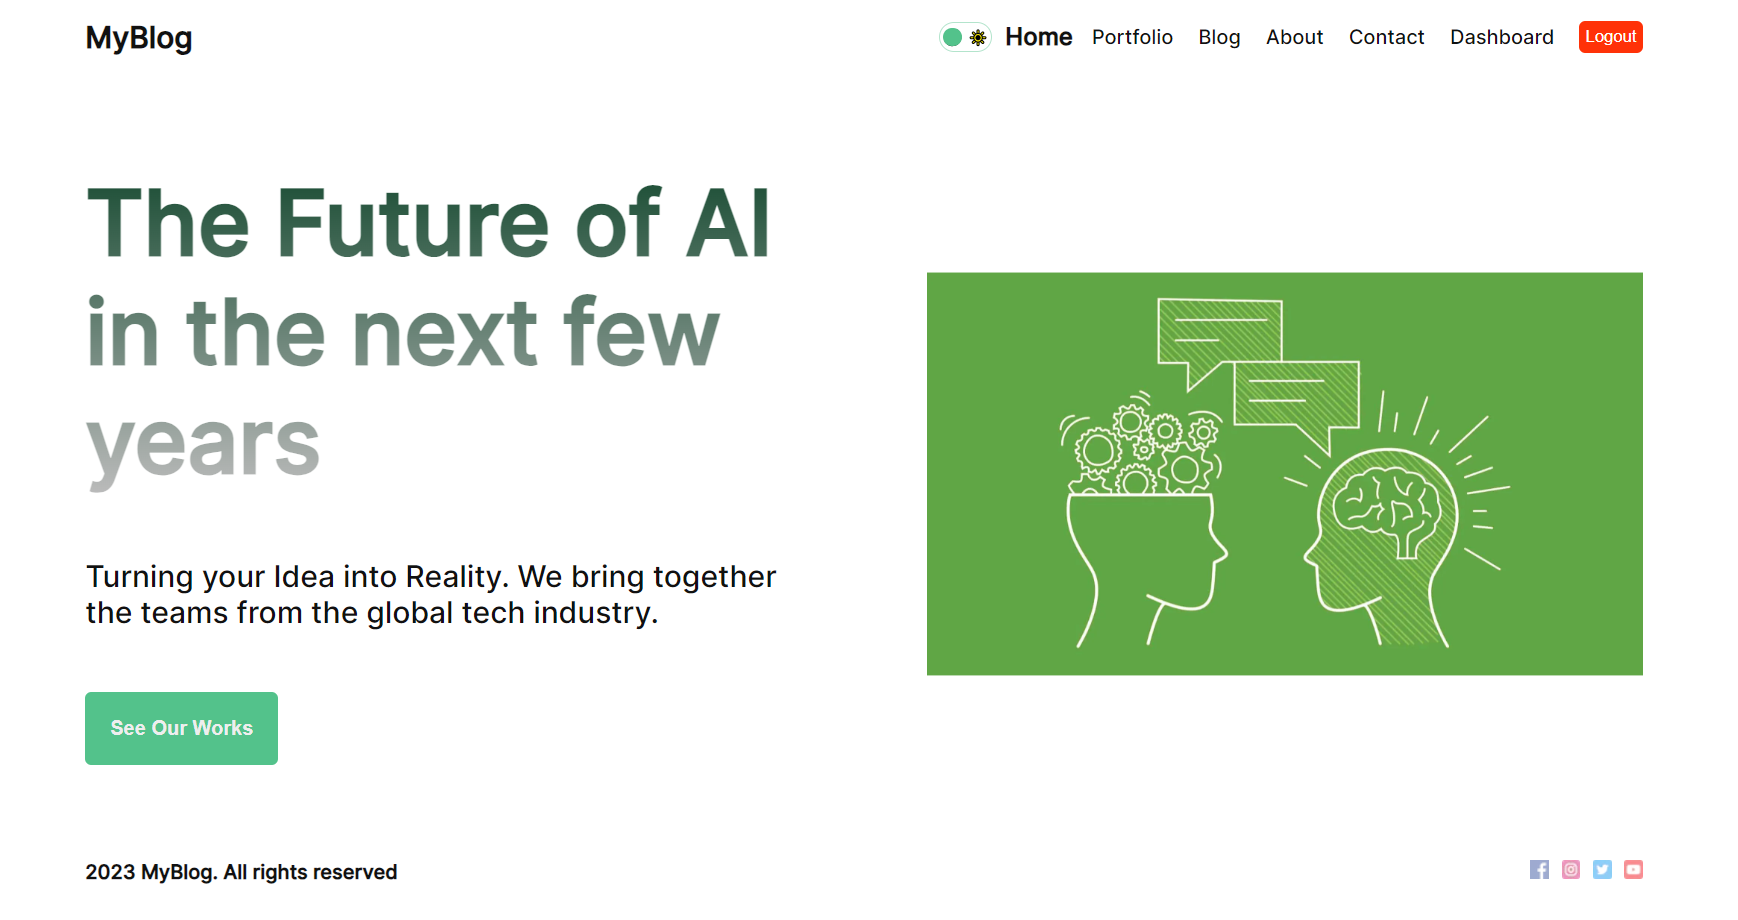 MyBlog
Home Portfolio Blog About Contact Dashboard Logout
The Future of AI
in the next few
years
Turning your Idea into Reality. We bring together
the teams from the global tech industry.
See Our Works
2023 MyBlog. All rights reserved